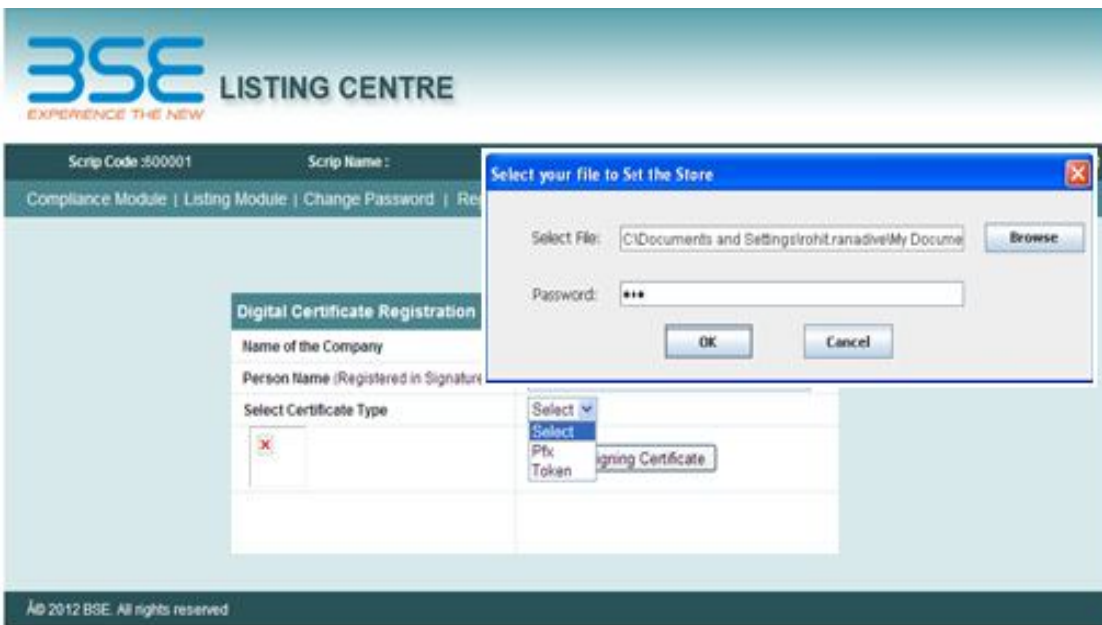 BSE
EXPERIENCE THE NEW
LISTING CENTRE
Scrip Code :500001 Scrip Name :
Compliance Module | Listing Module | Change Password | Re
Select your file to Set the Store
Select File: C:\Documents and Settings\rohit.ranadive\My Docume Browse
Password: •••
OK Cancel
Digital Certificate Registration
Name of the Company
Person Name (Registered in Signature
Select Certificate Type Select
Select
Pfx
Token
igning Certificate
© 2012 BSE. All rights reserved